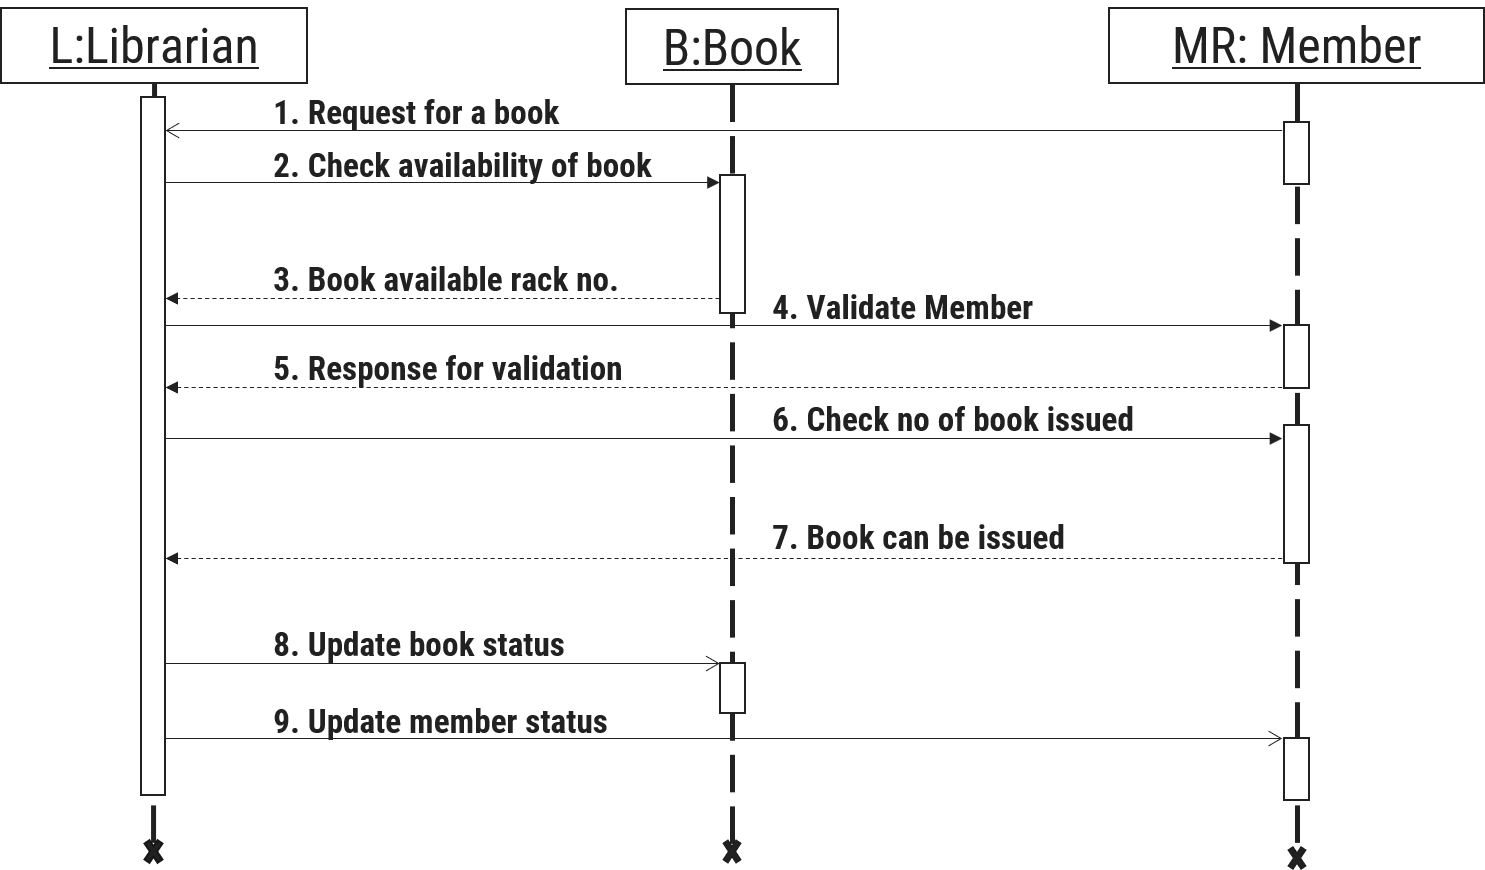 L:Librarian
B:Book
MR: Member
1. Request for a book
2. Check availability of book
3. Book available rack no.
4. Validate Member
5. Response for validation
6. Check no of book issued
7. Book can be issued
8. Update book status
9. Update member status